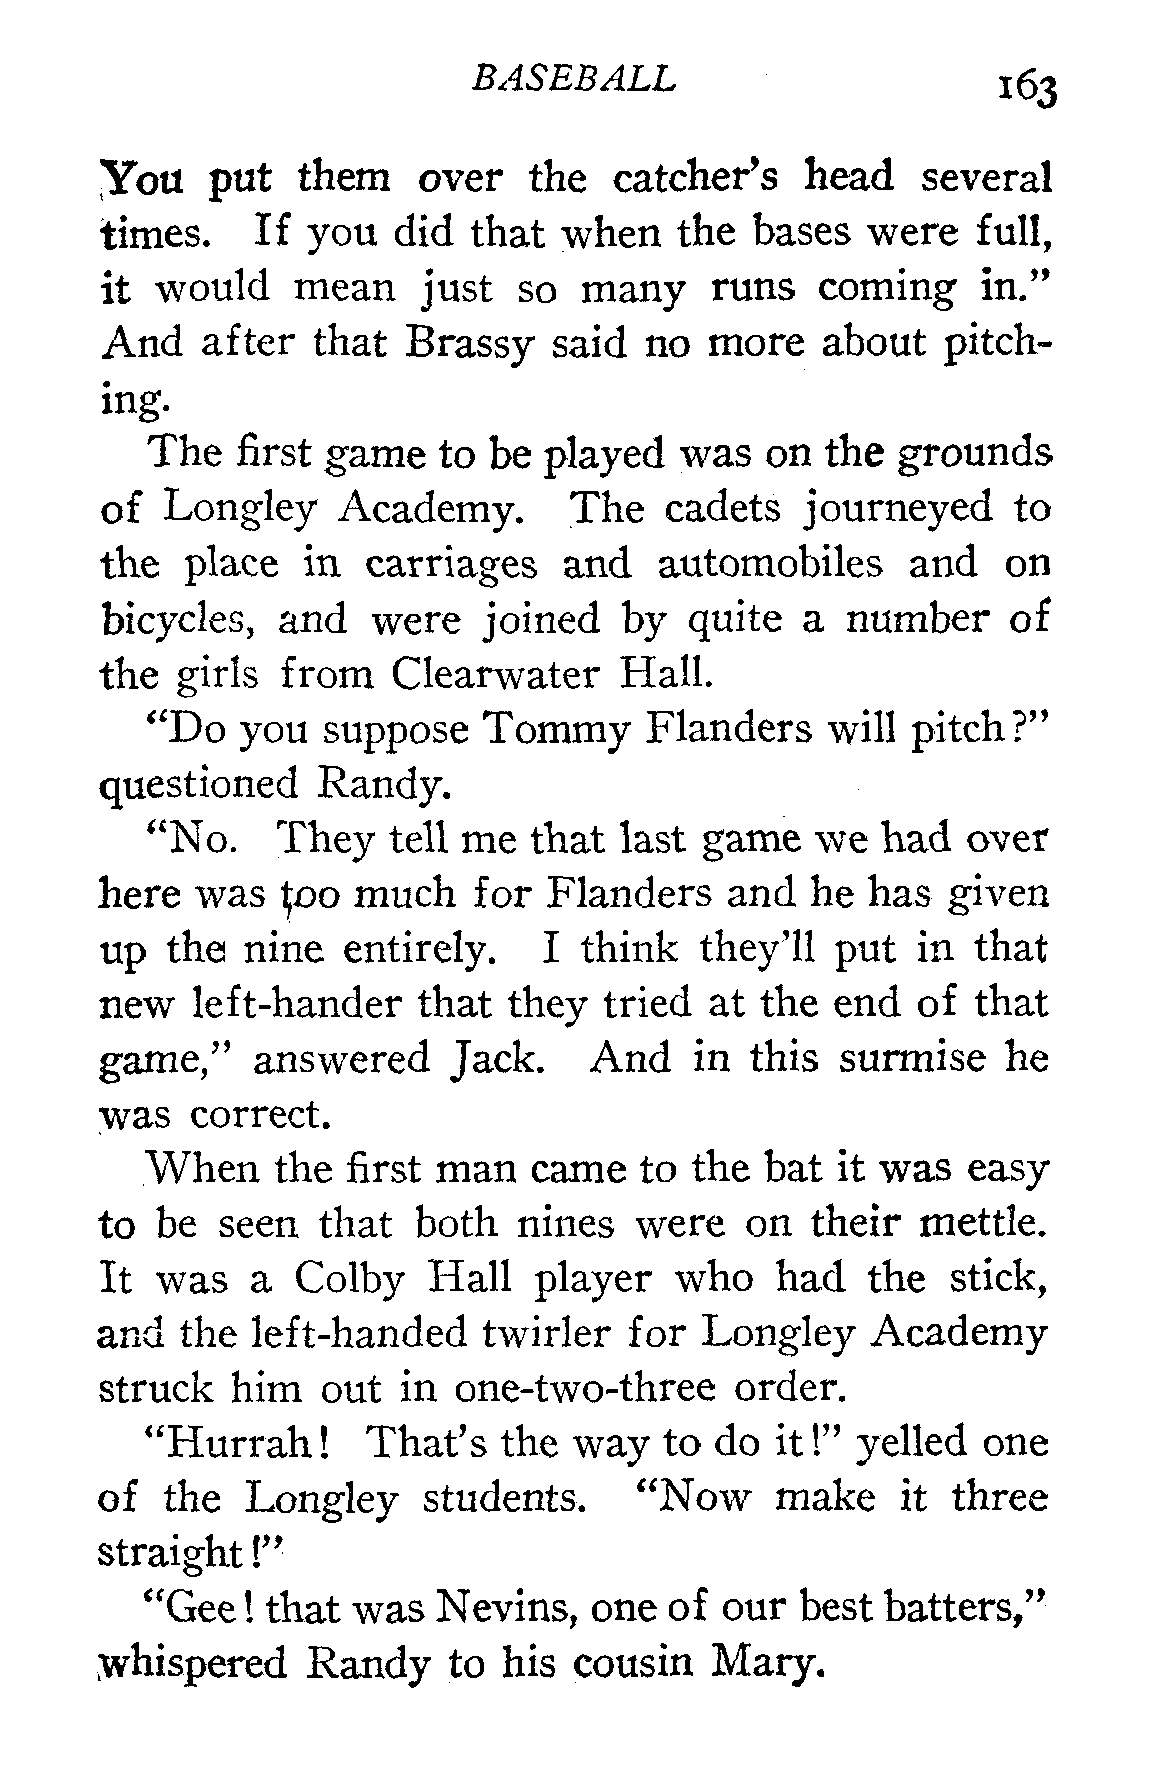 BASEBALL 163
You put them over the catcher's head several
times. If you did that when the bases were full,
it would mean just so many runs coming in."
And after that Brassy said no more about pitch-
ing.
The first game to be played was on the grounds
of Longley Academy. The cadets journeyed to
the place in carriages and automobiles and on
bicycles, and were joined by quite a number of
the girls from Clearwater Hall.
"Do you suppose Tommy Flanders will pitch?"
questioned Randy.
"No. They tell me that last game we had over
here was too much for Flanders and he has given
up the nine entirely. I think they'll put in that
new left-hander that they tried at the end of that
game," answered Jack. And in this surmise he
was correct.
When the first man came to the bat it was easy
to be seen that both nines were on their mettle.
It was a Colby Hall player who had the stick,
and the left-handed twirler for Longley Academy
struck him out in one-two-three order.
"Hurrah! That's the way to do it!" yelled one
of the Longley students. "Now make it three
straight!"
"Gee! that was Nevins, one of our best batters,"
whispered Randy to his cousin Mary.